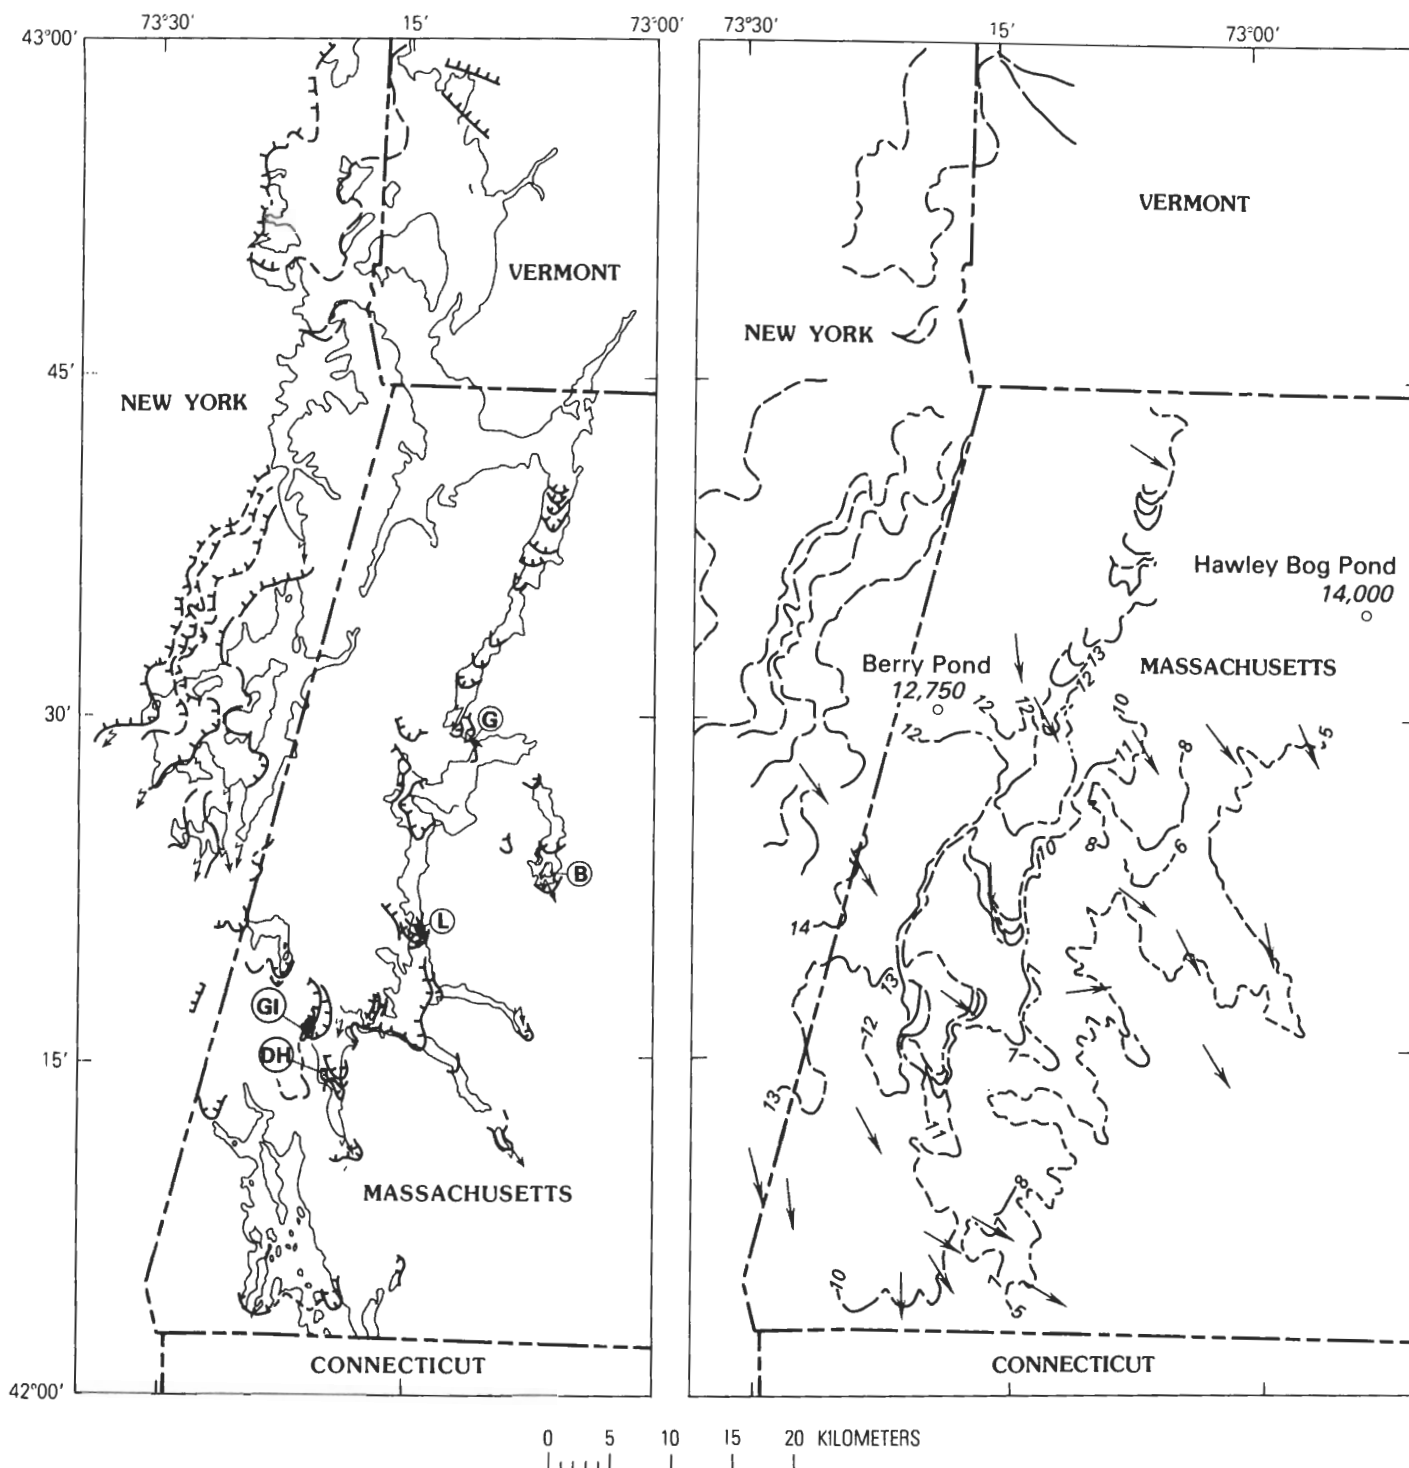 73°30′ 15′ 73°00′
43°00′
VERMONT
45′
NEW YORK
30′
G
B
L
GI
15′
DH
MASSACHUSETTS
CONNECTICUT
42°00′
73°30′ 15′ 73°00′
VERMONT
NEW YORK
Hawley Bog Pond
14,000
MASSACHUSETTS
Berry Pond
12,750
13
12
12
12
12
10
11
8
5
10
8
6
14
13
12
7
7
13
11
8
10
7
5
CONNECTICUT
0 5 10 15 20 KILOMETERS